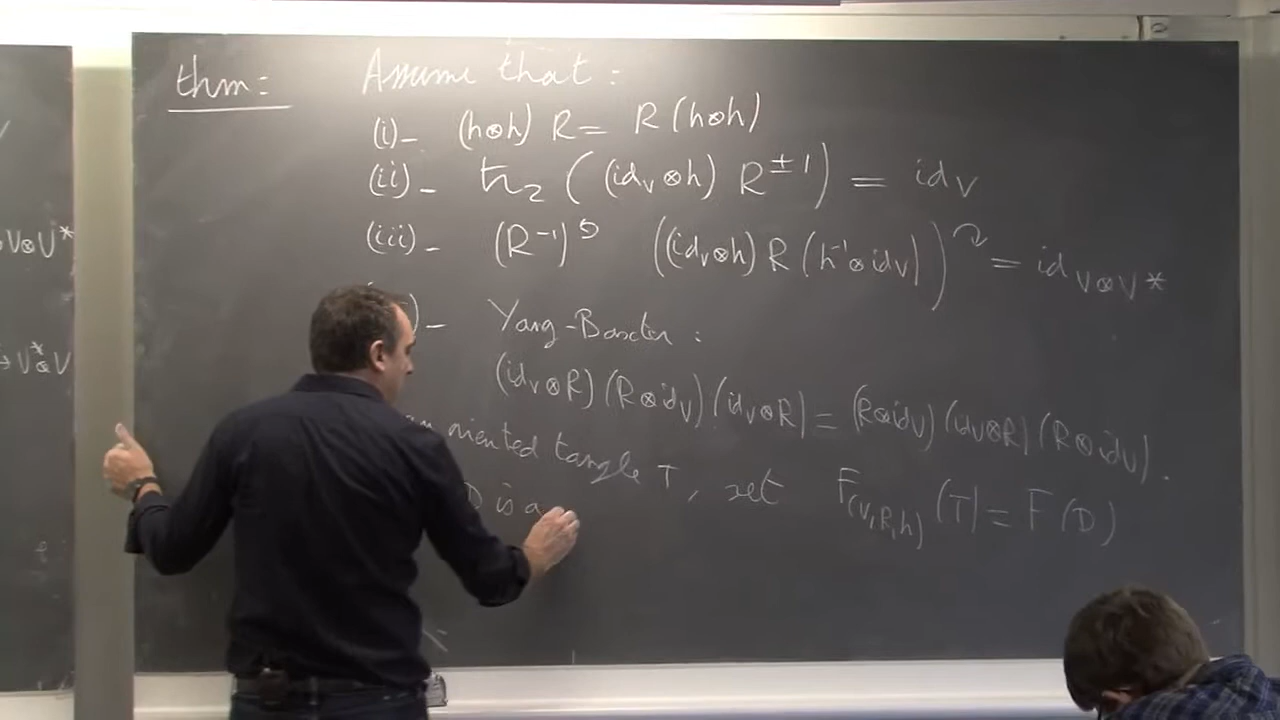 thm: Assume that:
(i)- (h⊗h) R = R (h⊗h)
(ii)- tr₂ ((id_V⊗h) R^{±1}) = id_V
(iii)- (R^{-1})^↺ ((id_V⊗h) R (h^{-1}⊗id_V))^↻ = id_{V⊗V*}
)- Yang-Baxter:
(id_V⊗R)(R⊗id_V)(id_V⊗R) = (R⊗id_V)(id_V⊗R)(R⊗id_V).
oriented tangle T, set F_{(V,R,h)}(T) = F(D)
D is a
V⊗V*
V*⊗V